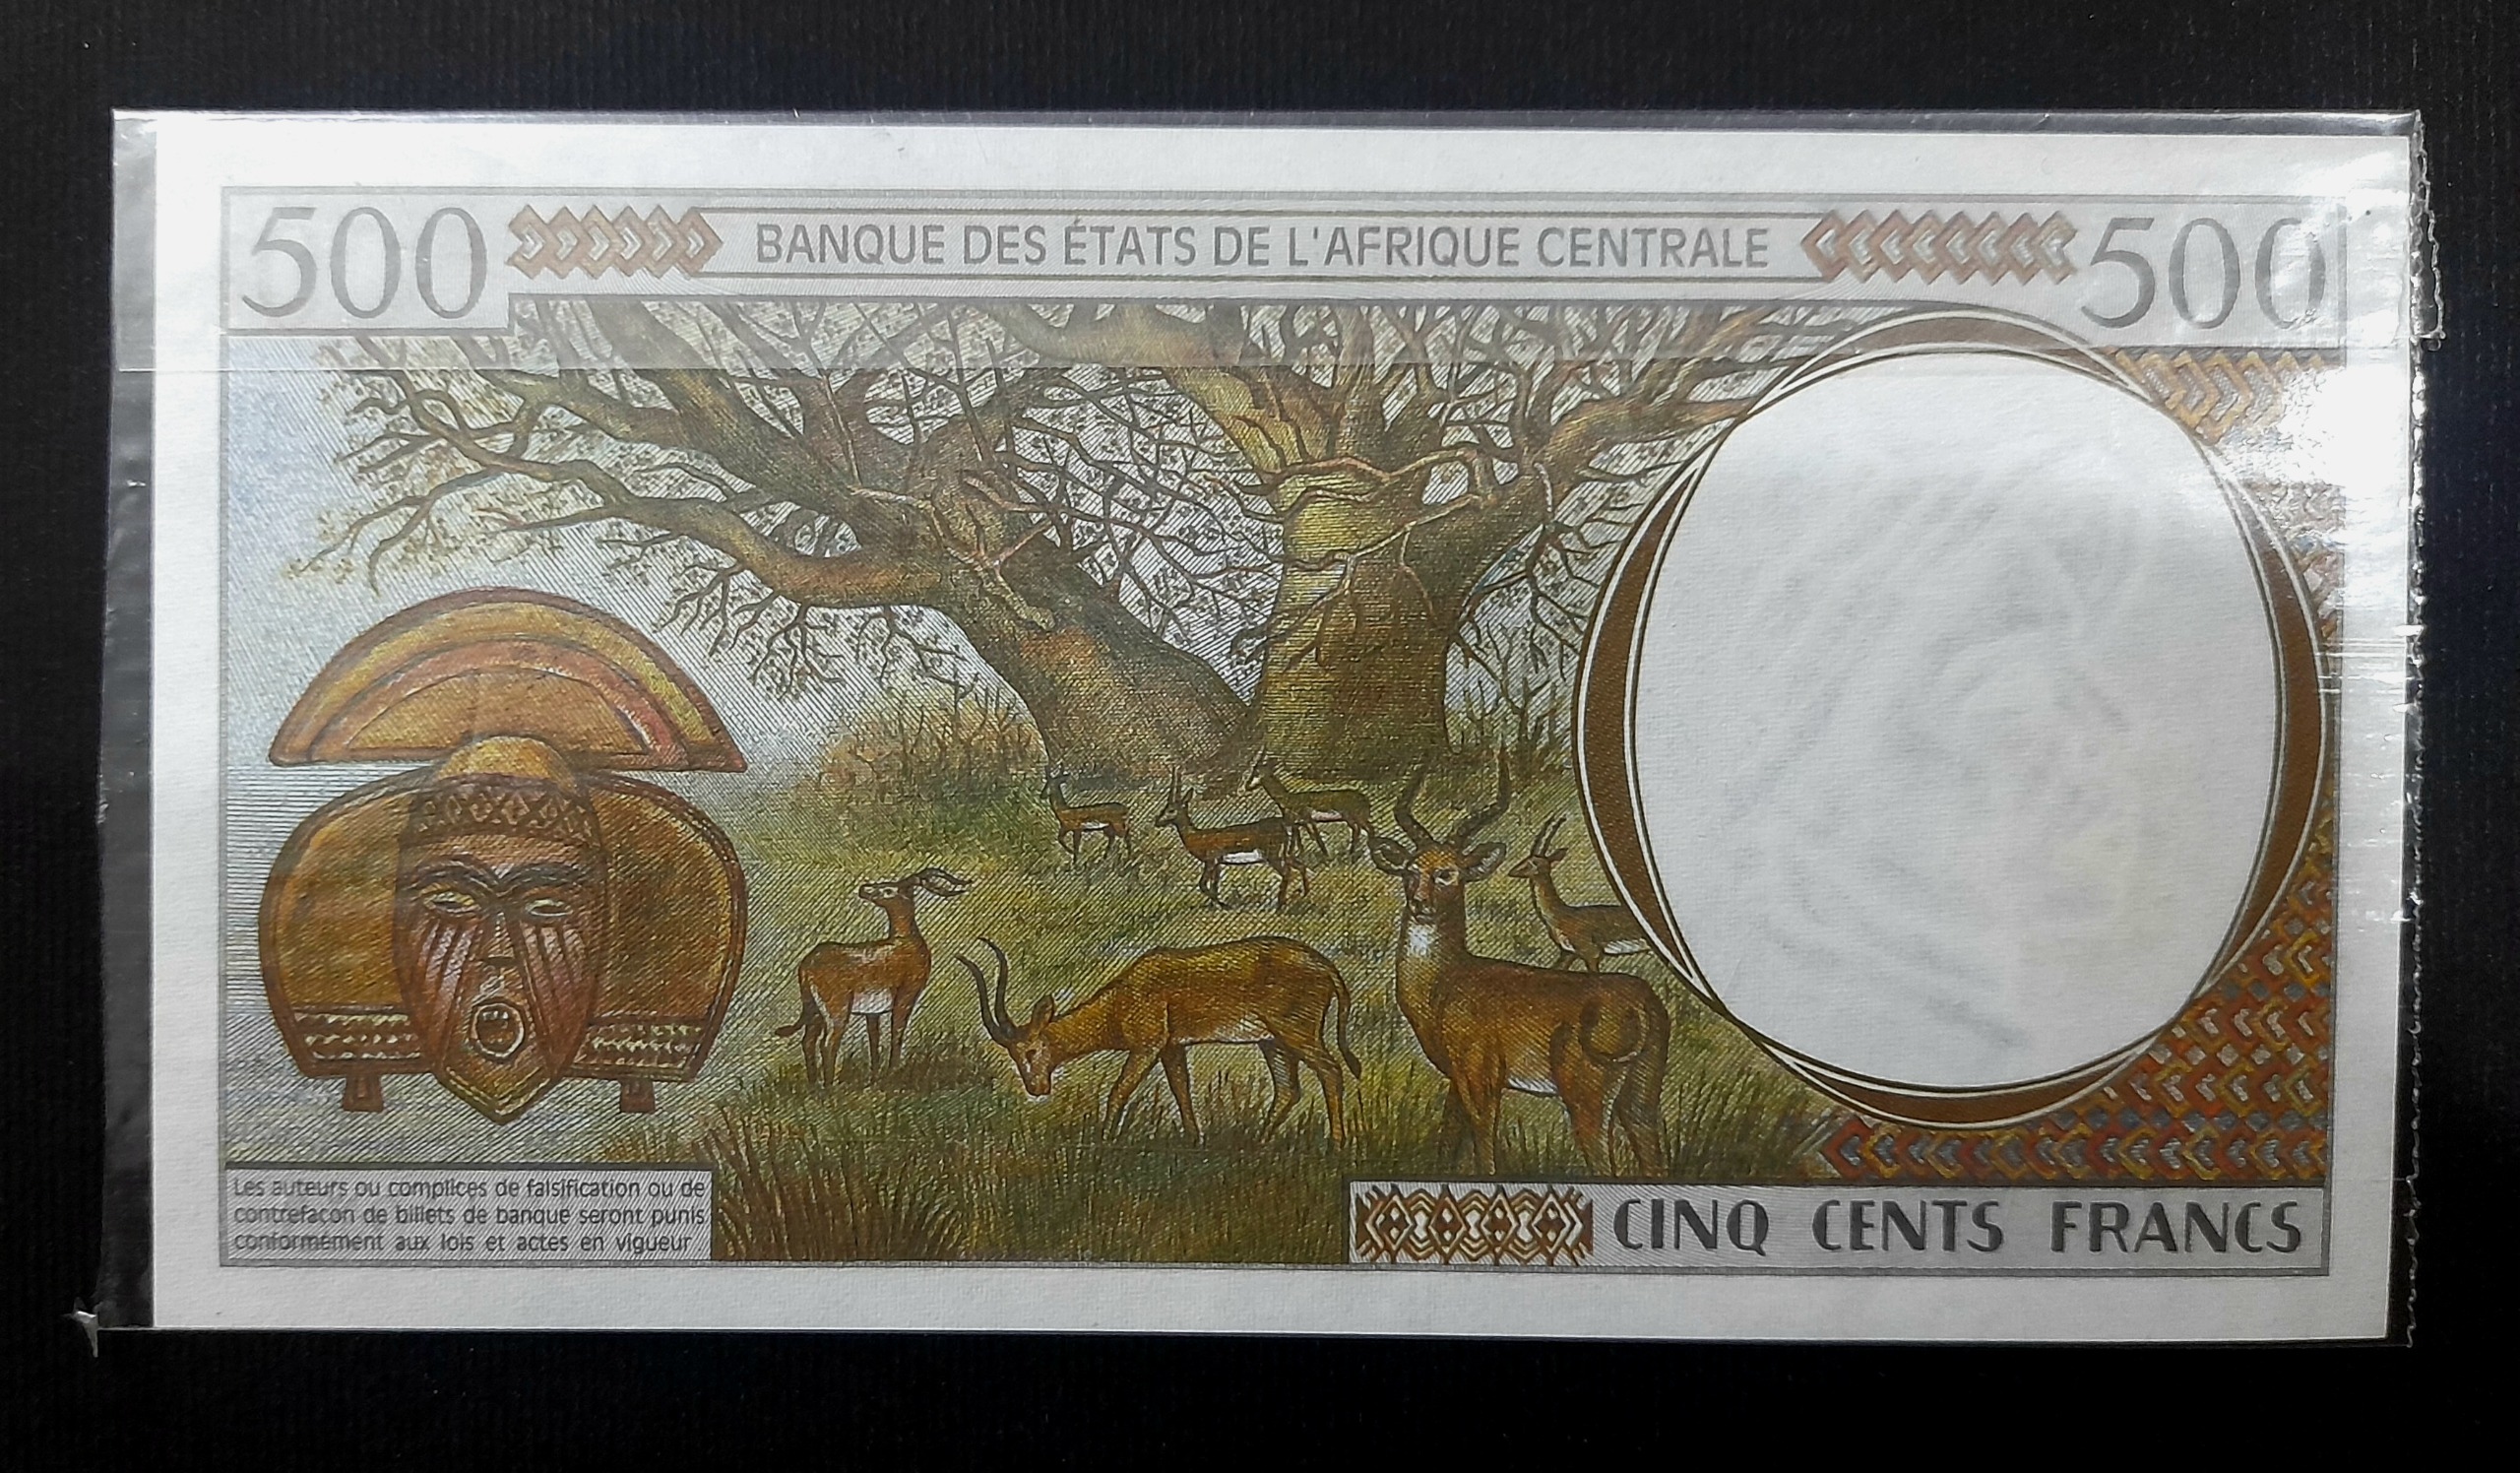 500 BANQUE DES ÉTATS DE L'AFRIQUE CENTRALE 500
Les auteurs ou complices de falsification ou de
contrefaçon de billets de banque seront punis
conformément aux lois et actes en vigueur
CINQ CENTS FRANCS